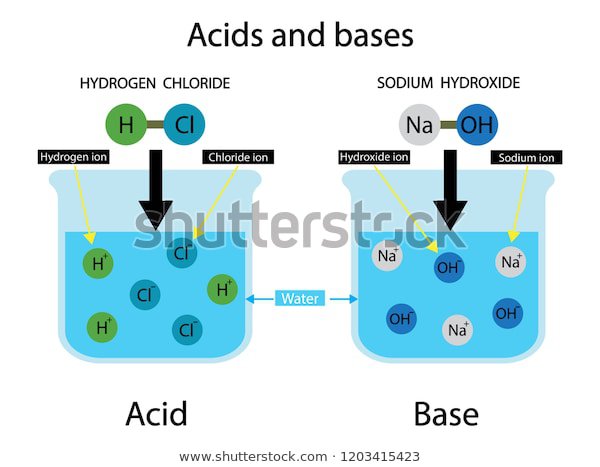 Acids and bases
HYDROGEN CHLORIDE
SODIUM HYDROXIDE
H
Cl
Na
OH
Hydrogen ion
Chloride ion
Hydroxide ion
Sodium ion
shutterstock
H+
Cl-
Cl-
H+
H+
Cl-
Na+
OH-
Na+
OH-
OH-
Na+
Water
Acid
Base
www.shutterstock.com · 1203415423